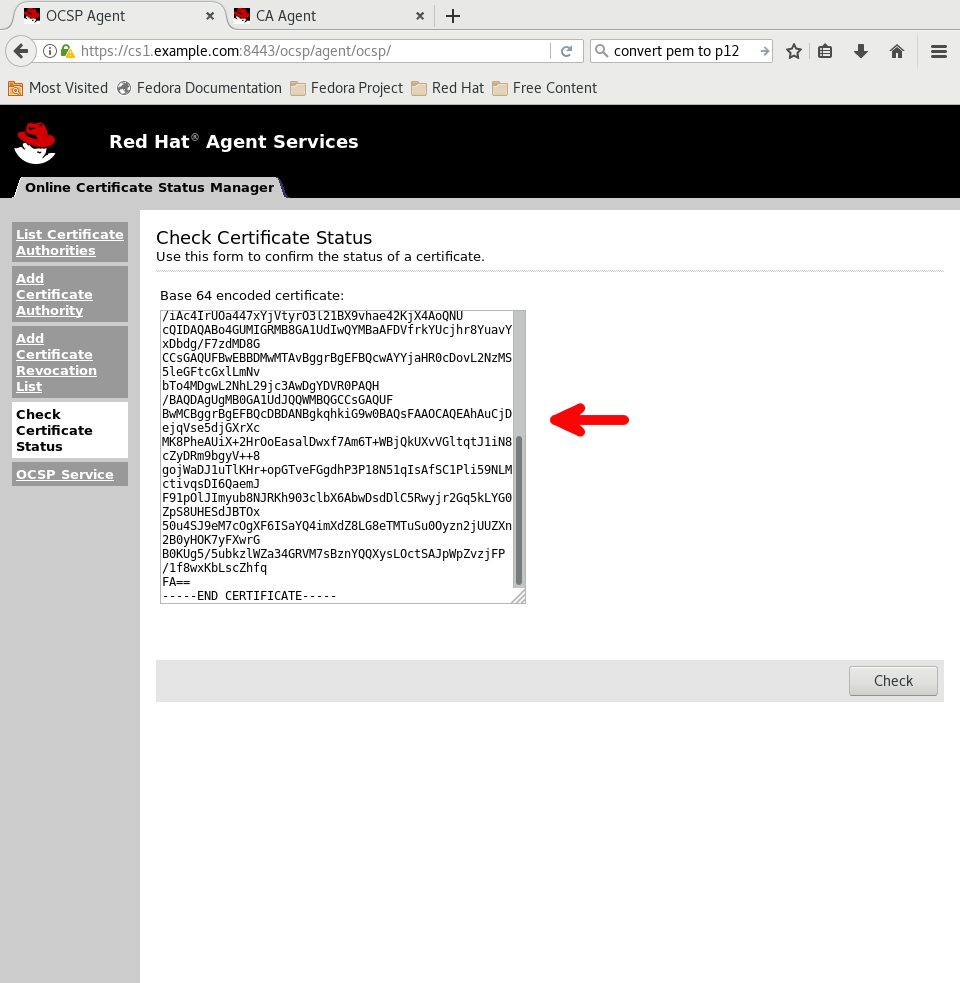 OCSP Agent
CA Agent
https://cs1.example.com:8443/ocsp/agent/ocsp/
convert pem to p12
Most Visited
Fedora Documentation
Fedora Project
Red Hat
Free Content
Red Hat® Agent Services
Online Certificate Status Manager
List Certificate
Authorities
Add
Certificate
Authority
Add
Certificate
Revocation
List
Check
Certificate
Status
OCSP Service
Check Certificate Status
Use this form to confirm the status of a certificate.
Base 64 encoded certificate:
/iAc4IrUOa447xYjVtyrO3l21BX9vhae42KjX4AoQNU
cQIDAQABo4GUMIGRMB8GA1UdIwQYMBaAFDVfrkYUcjhr8YuavY
xDbdg/F7zdMD8G
CCsGAQUFBwEBBDMwMTAvBggrBgEFBQcwAYYjaHR0cDovL2NzMS
5leGFtcGxlLmNv
bTo4MDgwL2NhL29jc3AwDgYDVR0PAQH
/BAQDAgUgMB0GA1UdJQQWMBQGCCsGAQUF
BwMCBggrBgEFBQcDBDANBgkqhkiG9w0BAQsFAAOCAQEAhAuCjD
ejqVse5djGXrXc
MK8PheAUiX+2HrOoEasalDwxf7Am6T+WBjQkUXvVGltqtJ1iN8
cZyDRm9bgyV++8
gojWaDJ1uTlKHr+opGTveFGgdhP3P18N51qIsAfSC1Pli59NLM
ctivqsDI6QaemJ
F91pOlJImyub8NJRKh903clbX6AbwDsdDlC5Rwyjr2Gq5kLYG0
ZpS8UHESdJBTOx
50u4SJ9eM7cOgXF6ISaYQ4imXdZ8LG8eTMTuSu0Oyzn2jUUZXn
2B0yHOK7yFXwrG
B0KUg5/5ubkzlWZa34GRVM7sBznYQQXysLOctSAJpWpZvzjFP
/1f8wxKbLscZhfq
FA==
-----END CERTIFICATE-----
Check